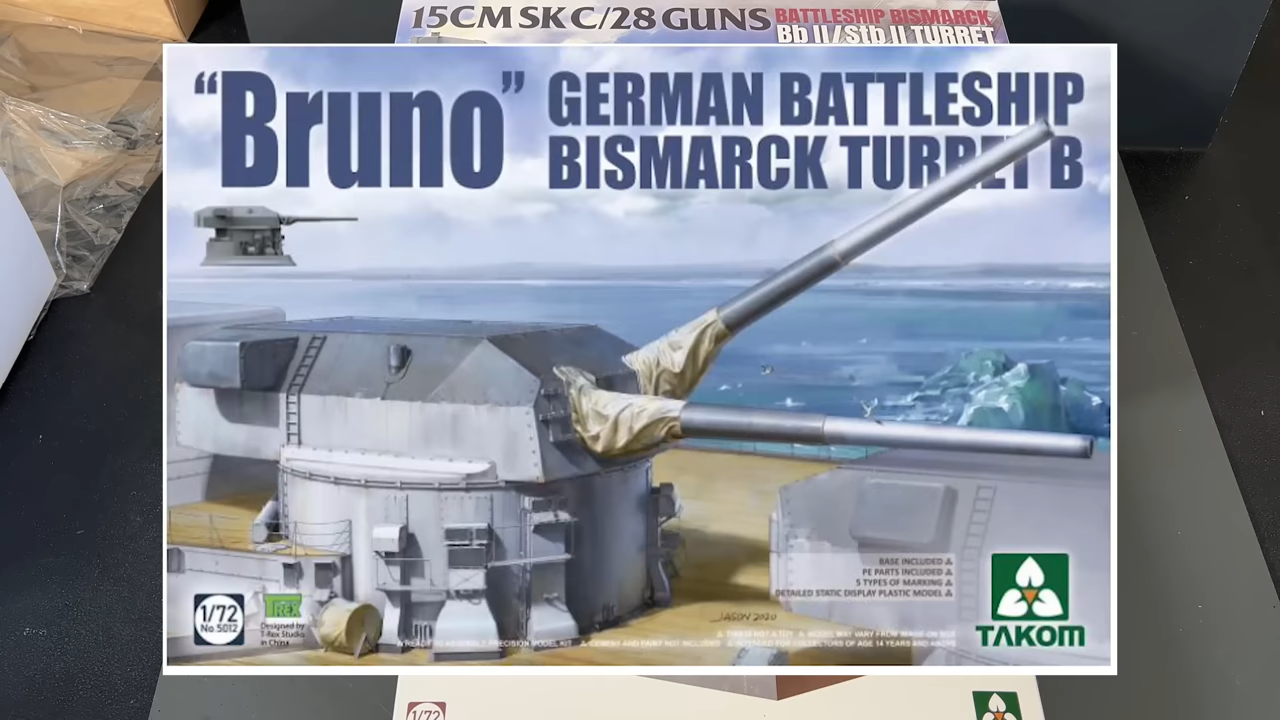 15CM SK C/28 GUNS
BATTLESHIP BISMARCK
Bb II/Stb II TURRET
"Bruno"
GERMAN BATTLESHIP
BISMARCK TURRET B
BASE INCLUDED
PE PARTS INCLUDED
5 TYPES OF MARKING
DETAILED STATIC DISPLAY PLASTIC MODEL
1/72
No.5012
T-REX
Designed by
T-Rex Studio
in China
JASON 2020
TAKOM
1/72